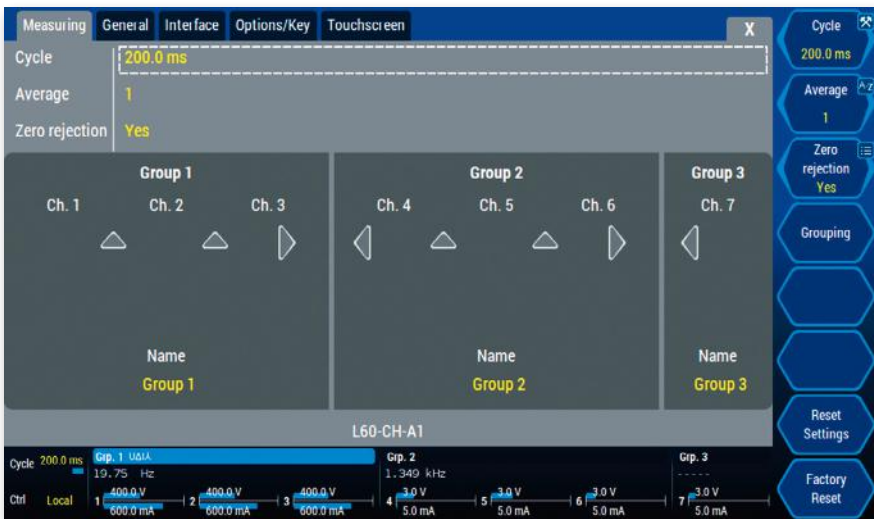 Measuring General Interface Options/Key Touchscreen X
Cycle 200.0 ms
Average 1
Zero rejection Yes
Group 1 Group 2 Group 3
Ch. 1 Ch. 2 Ch. 3 Ch. 4 Ch. 5 Ch. 6 Ch. 7
Name Name Name
Group 1 Group 2 Group 3
L60-CH-A1
Cycle 200.0 ms Grp. 1 UΔIΛ Grp. 2 Grp. 3
19.75 Hz 1.349 kHz -----
Ctrl Local 1 400.0 V 2 400.0 V 3 400.0 V 4 3.0 V 5 3.0 V 6 3.0 V 7 3.0 V
600.0 mA 600.0 mA 600.0 mA 5.0 mA 5.0 mA 5.0 mA 5.0 mA
Cycle
200.0 ms
Average A-z
1
Zero
rejection
Yes
Grouping
Reset
Settings
Factory
Reset